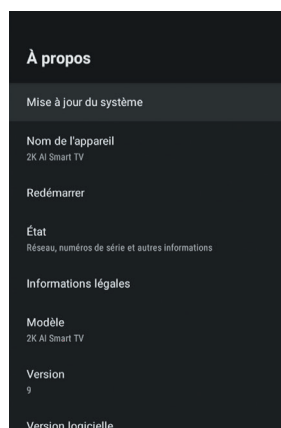 À propos
Mise à jour du système
Nom de l'appareil
2K AI Smart TV
Redémarrer
État
Réseau, numéros de série et autres informations
Informations légales
Modèle
2K AI Smart TV
Version
9
Version logicielle